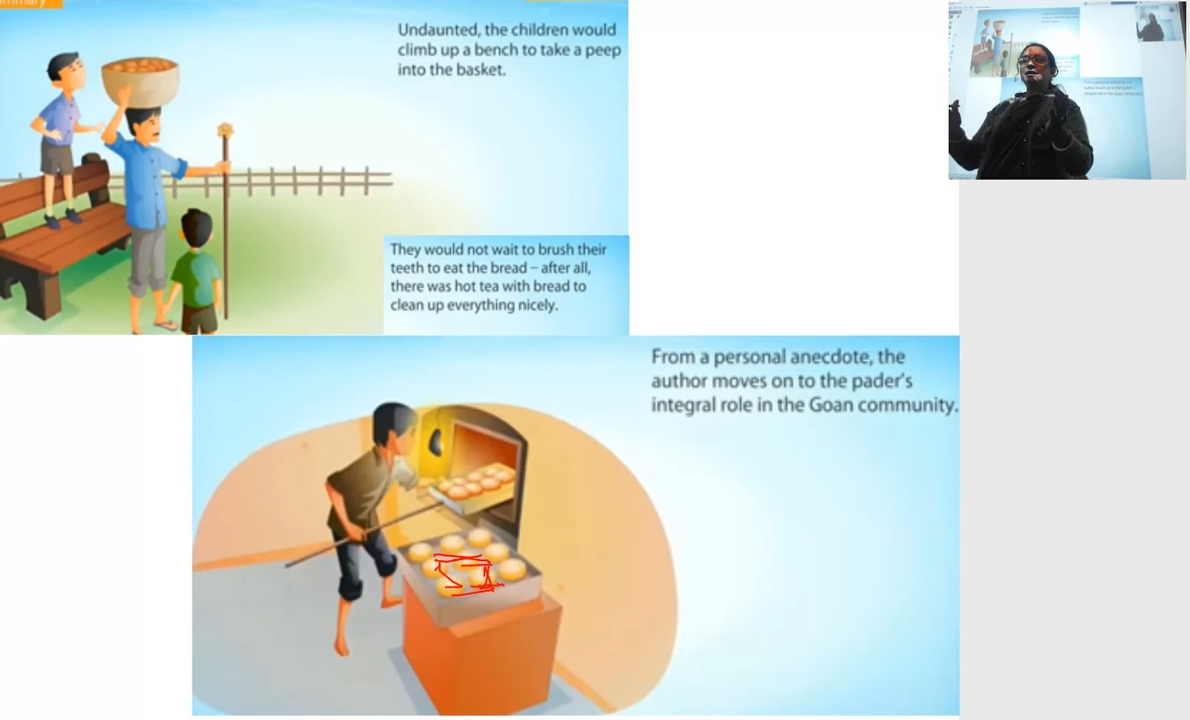 Undaunted, the children would
climb up a bench to take a peep
into the basket.
They would not wait to brush their
teeth to eat the bread – after all,
there was hot tea with bread to
clean up everything nicely.
From a personal anecdote, the
author moves on to the pader's
integral role in the Goan community.